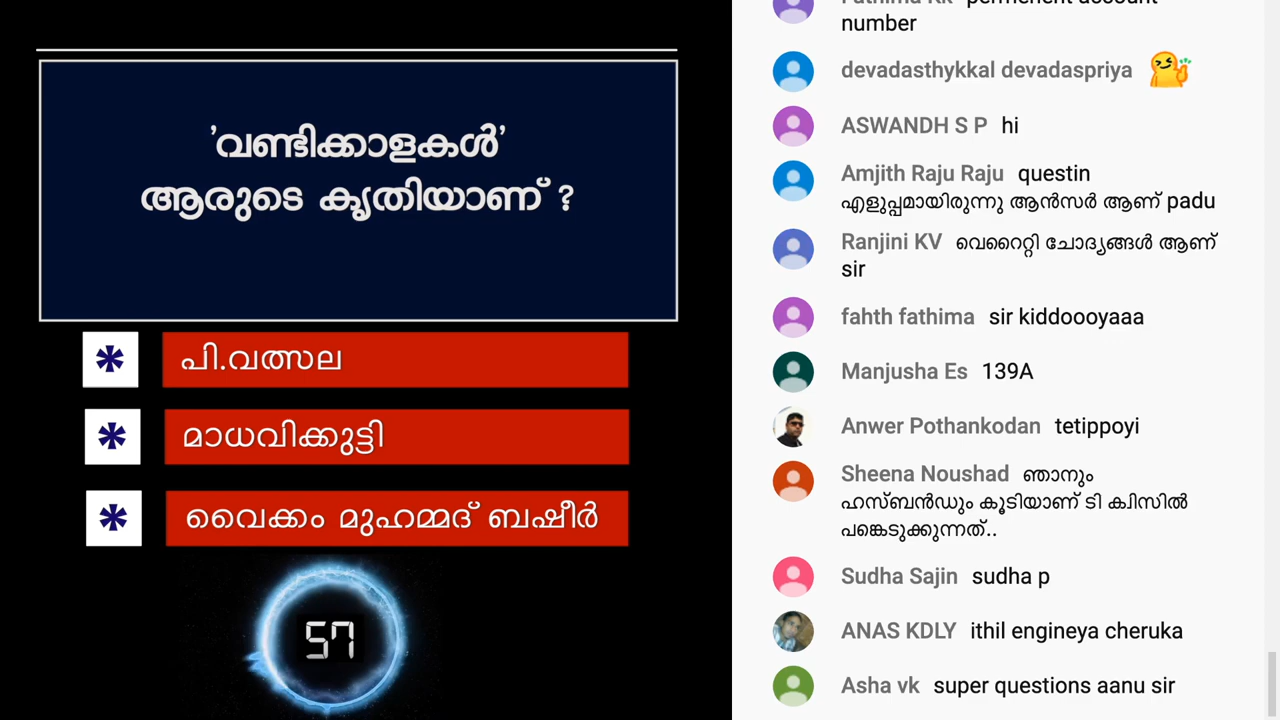 'വണ്ടിക്കാളകൾ'
ആരുടെ കൃതിയാണ് ?
* പി.വത്സല
* മാധവിക്കുട്ടി
* വൈക്കം മുഹമ്മദ് ബഷീർ
57
number
devadasthykkal devadaspriya
ASWANDH S P hi
Amjith Raju Raju questin
എളുപ്പമായിരുന്നു ആൻസർ ആണ് padu
Ranjini KV വെറൈറ്റി ചോദ്യങ്ങൾ ആണ്
sir
fahth fathima sir kiddoooyaaa
Manjusha Es 139A
Anwer Pothankodan tetippoyi
Sheena Noushad ഞാനും
ഹസ്ബൻഡും കൂടിയാണ് ടി ക്വിസിൽ
പങ്കെടുക്കുന്നത്..
Sudha Sajin sudha p
ANAS KDLY ithil engineya cheruka
Asha vk super questions aanu sir